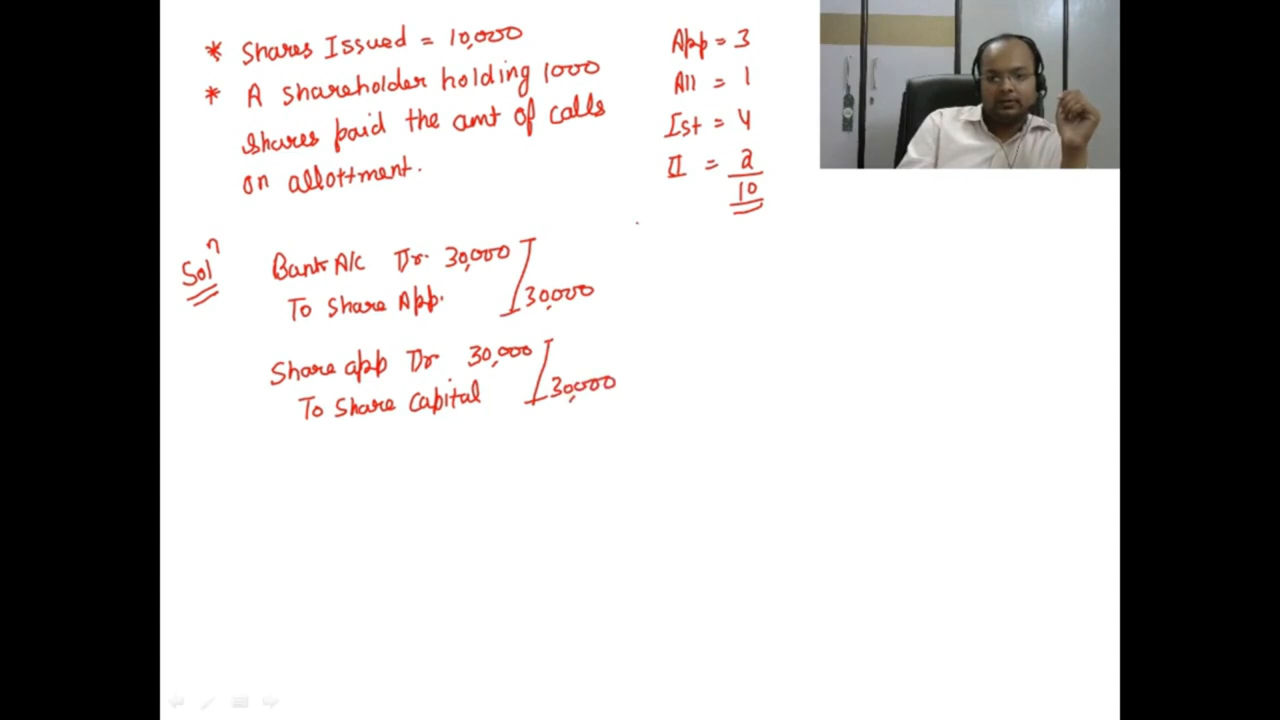 * Shares Issued = 10,000
* A shareholder holding 1000
shares paid the amt of calls
on allottment.
App = 3
All = 1
Ist = 4
II = 2
10
Solⁿ
Bank A/c Dr. 30,000
To Share App. 30,000
Share app Dr 30,000
To Share Capital 30,000